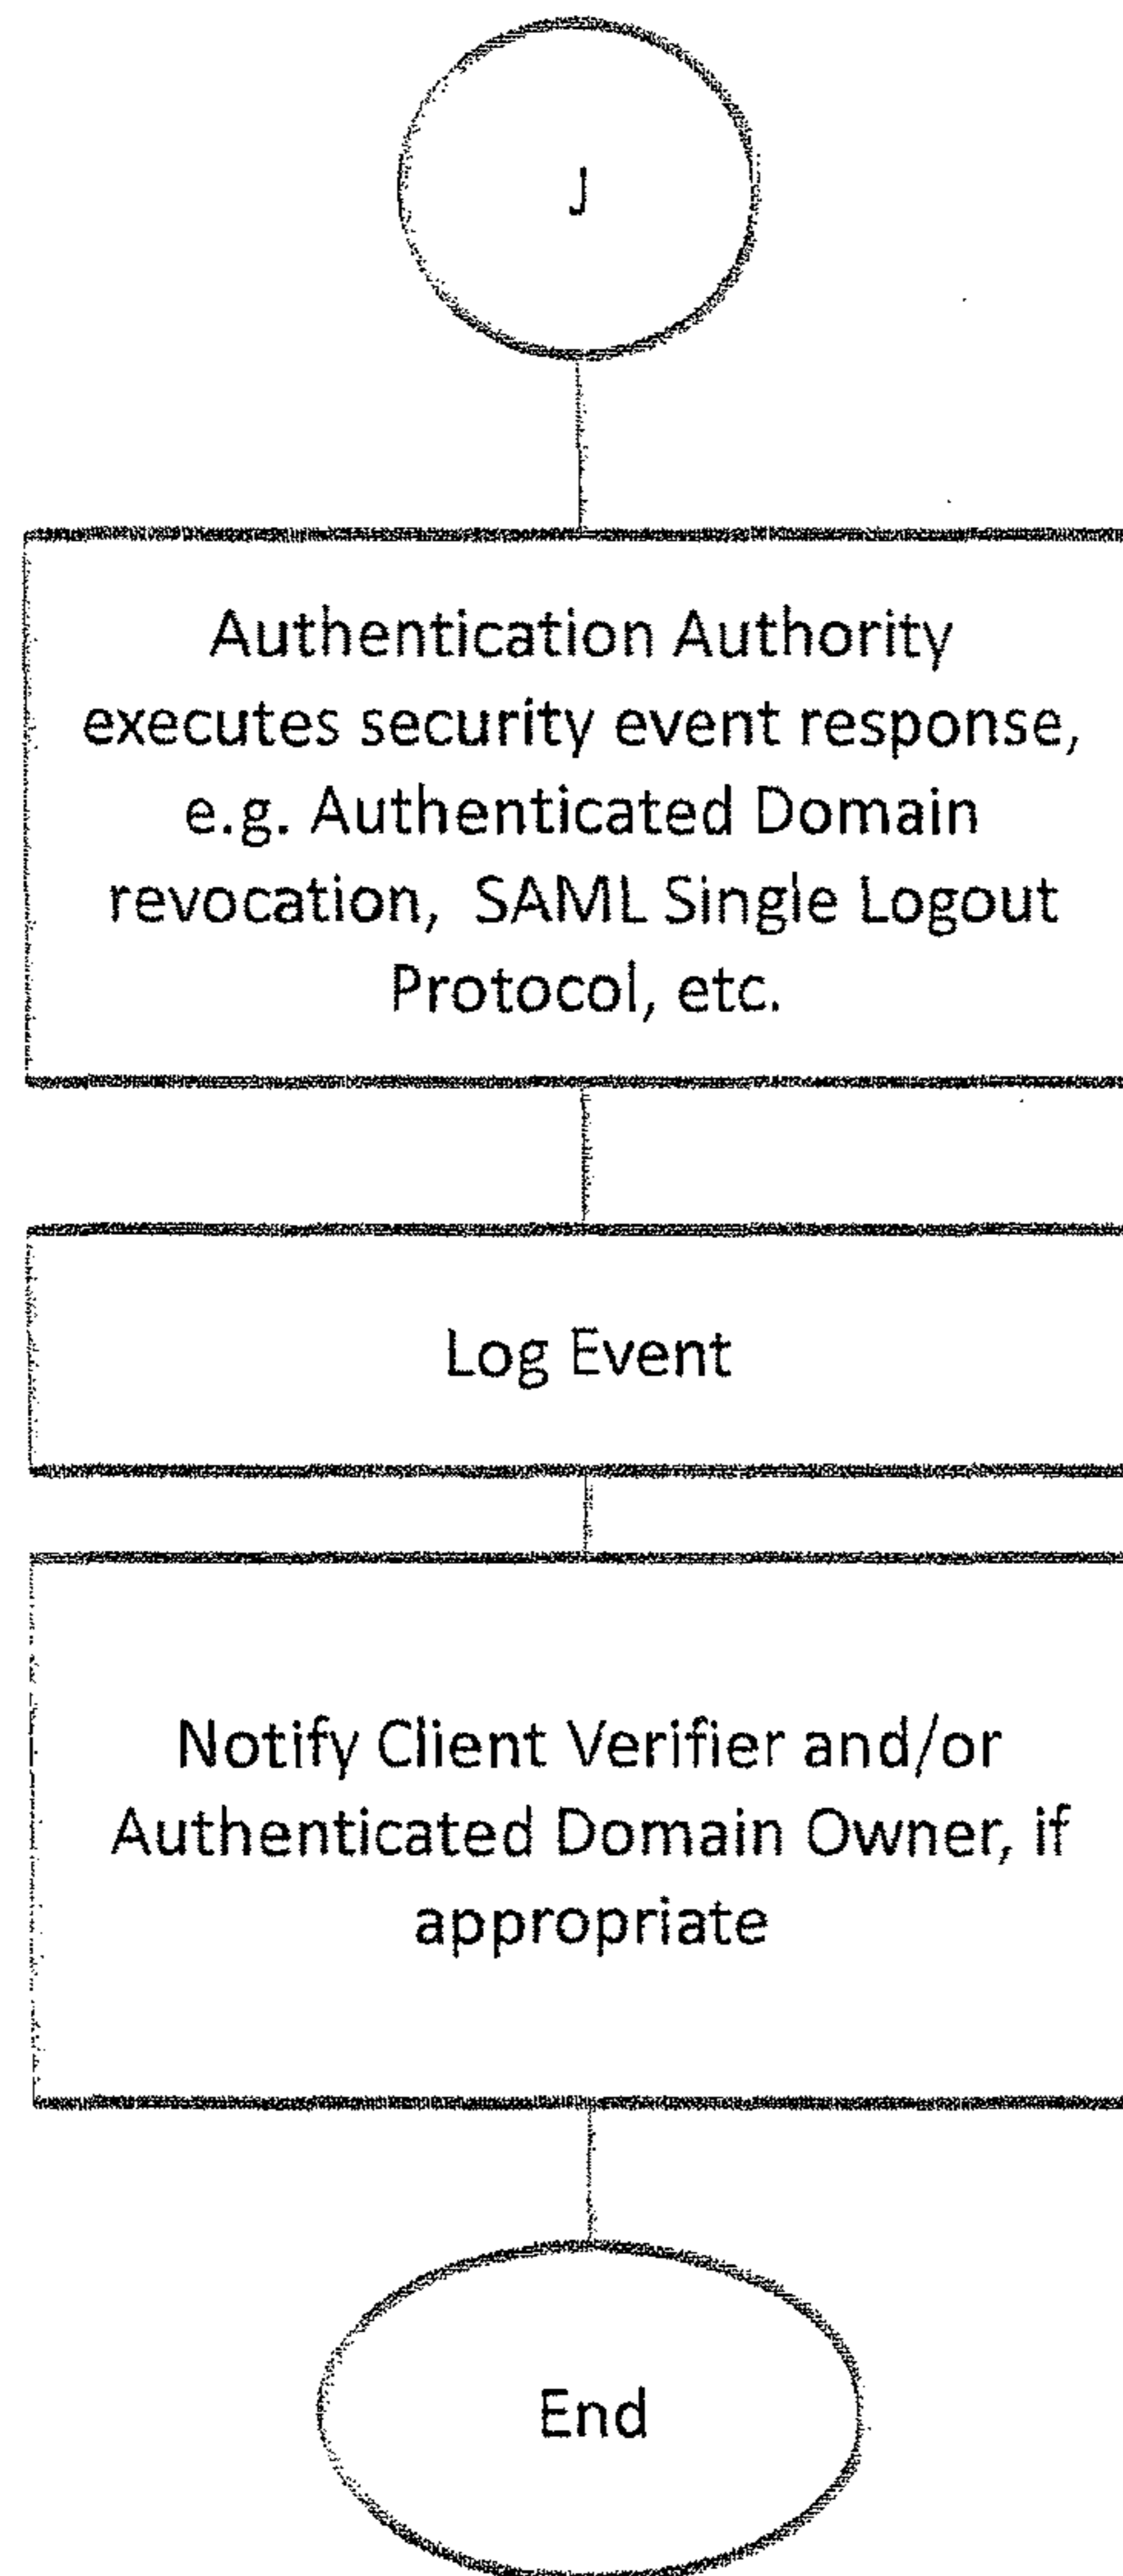 J
Authentication Authority
executes security event response,
e.g. Authenticated Domain
revocation, SAML Single Logout
Protocol, etc.
Log Event
Notify Client Verifier and/or
Authenticated Domain Owner, if
appropriate
End